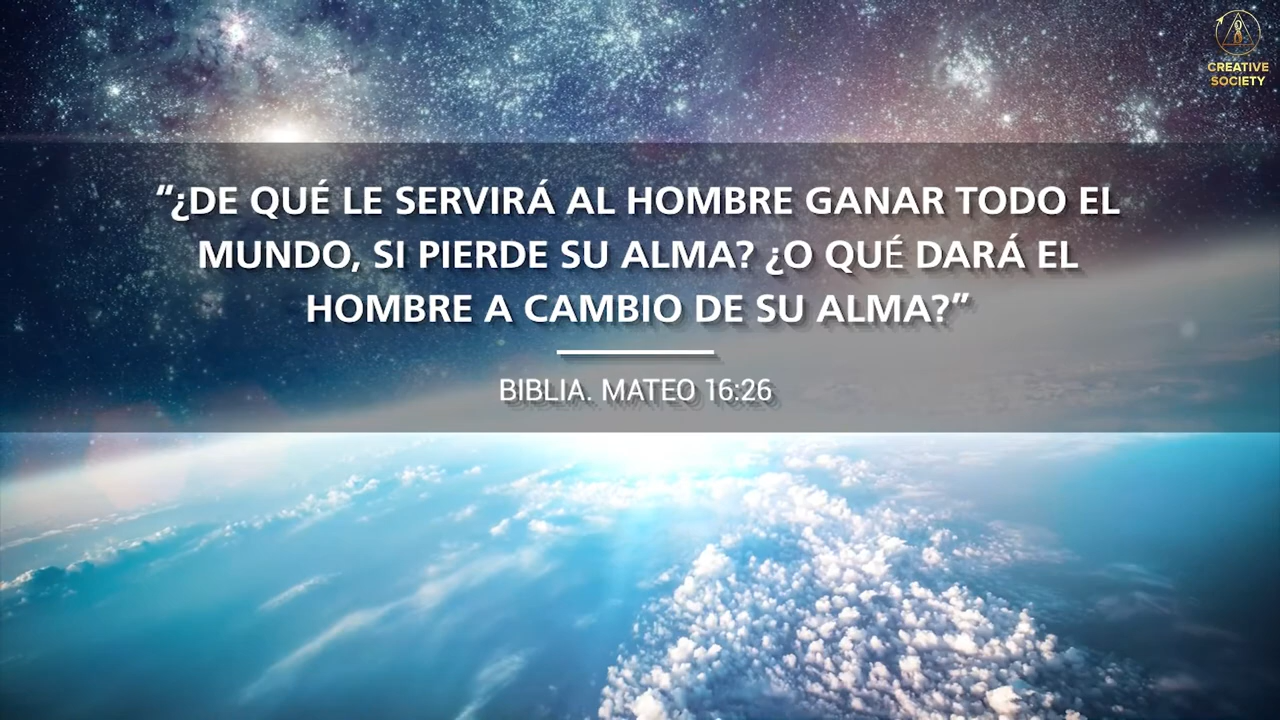 CREATIVE
SOCIETY
“¿DE QUÉ LE SERVIRÁ AL HOMBRE GANAR TODO EL
MUNDO, SI PIERDE SU ALMA? ¿O QUÉ DARÁ EL
HOMBRE A CAMBIO DE SU ALMA?”
BIBLIA. MATEO 16:26